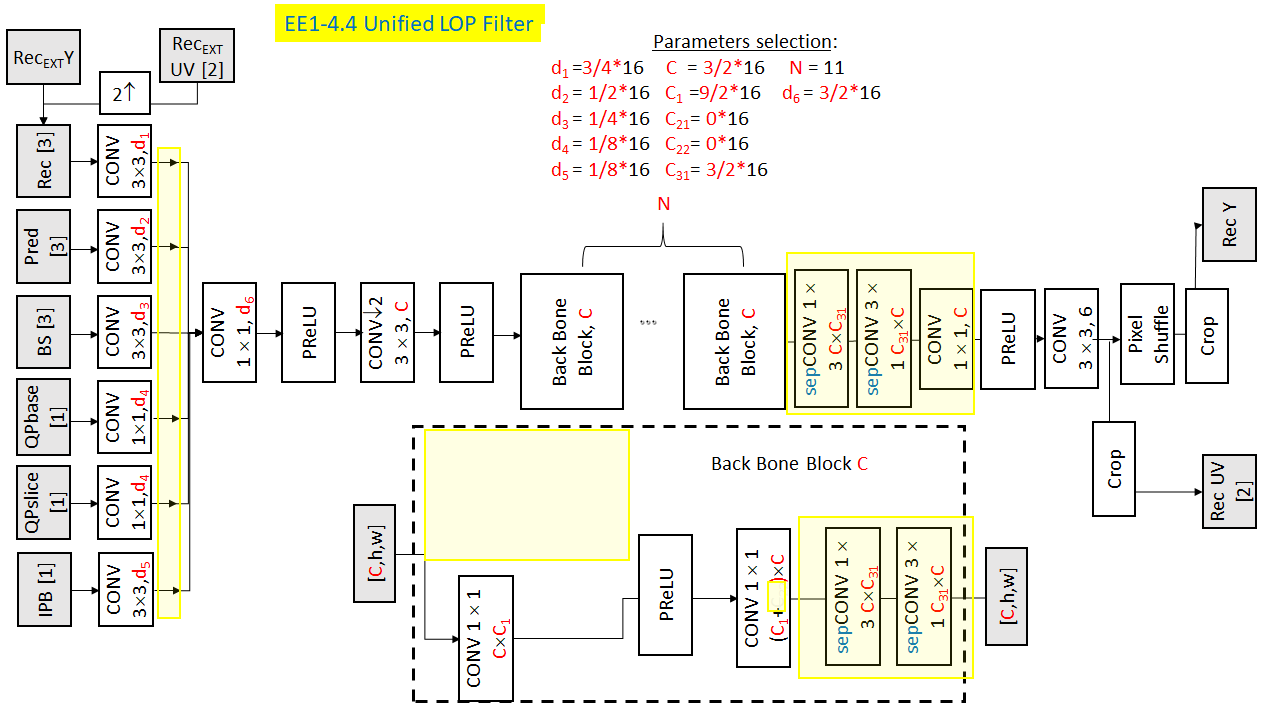 EE1-4.4 Unified LOP Filter
Parameters selection:
d1 =3/4*16 C = 3/2*16 N = 11
d2 = 1/2*16 C1 =9/2*16 d6 = 3/2*16
d3 = 1/4*16 C21 = 0*16
d4 = 1/8*16 C22 = 0*16
d5 = 1/8*16 C31= 3/2*16
N
RecEXTY
RecEXT
UV [2]
2↑
Rec [3]
CONV
3×3,d1
Pred
[3]
CONV
3×3,d2
BS [3]
CONV
3×3,d3
QPbase
[1]
CONV
1×1,d4
QPslice
[1]
CONV
1×1,d4
IPB [1]
CONV
3×3,d5
CONV
1 × 1, d6
PReLU
CONV↓2
3 × 3, C
PReLU
Back Bone
Block, C
...
Back Bone
Block, C
sepCONV 1 ×
3 C×C31
sepCONV 3 ×
1 C31×C
CONV
1 × 1, C
PReLU
CONV
3 × 3, 6
Pixel
Shuffle
Crop
Rec Y
Crop
Rec UV
[2]
Back Bone Block C
[C,h,w]
CONV 1 × 1
C×C1
PReLU
CONV 1 × 1
(C1+ )×C
sepCONV 1 ×
3 C×C31
sepCONV 3 ×
1 C31×C
[C,h,w]